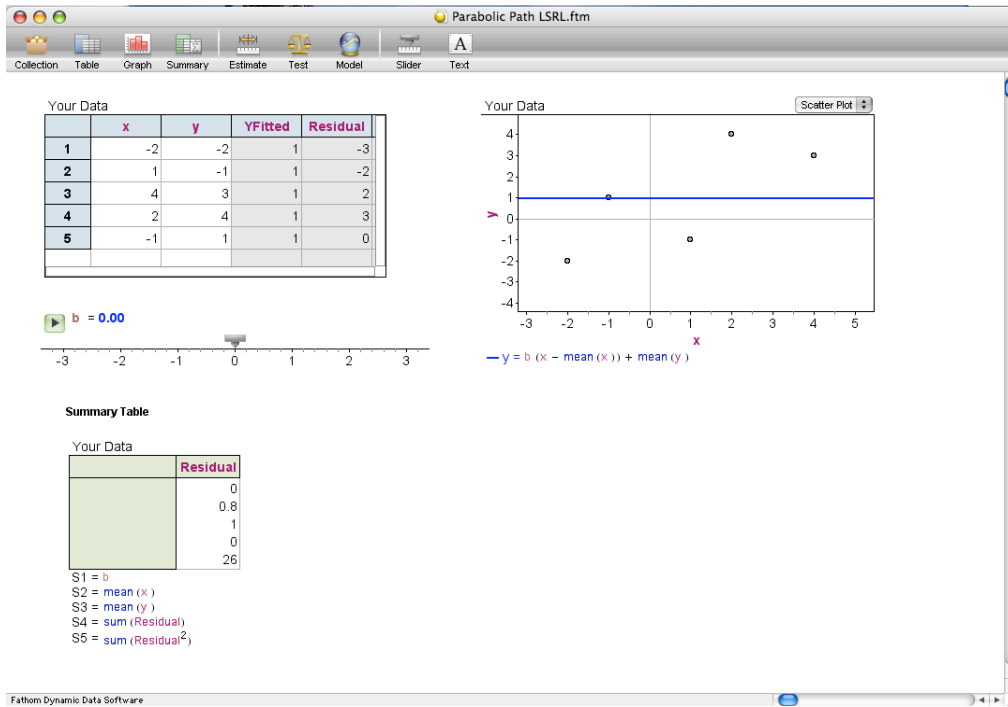 Parabolic Path LSRL.ftm
Collection Table Graph Summary Estimate Test Model Slider Text
A
Your Data
x y YFitted Residual
1 -2 -2 1 -3
2 1 -1 1 -2
3 4 3 1 2
4 2 4 1 3
5 -1 1 1 0
b = 0.00
-3 -2 -1 0 1 2 3
Your Data
Scatter Plot
4
3
2
1
0
-1
-2
-3
-4
y
-3 -2 -1 0 1 2 3 4 5
x
y = b (x - mean (x)) + mean (y)
Summary Table
Your Data
Residual
0
0.8
1
0
26
S1 = b
S2 = mean (x)
S3 = mean (y)
S4 = sum (Residual)
S5 = sum (Residual²)
Fathom Dynamic Data Software